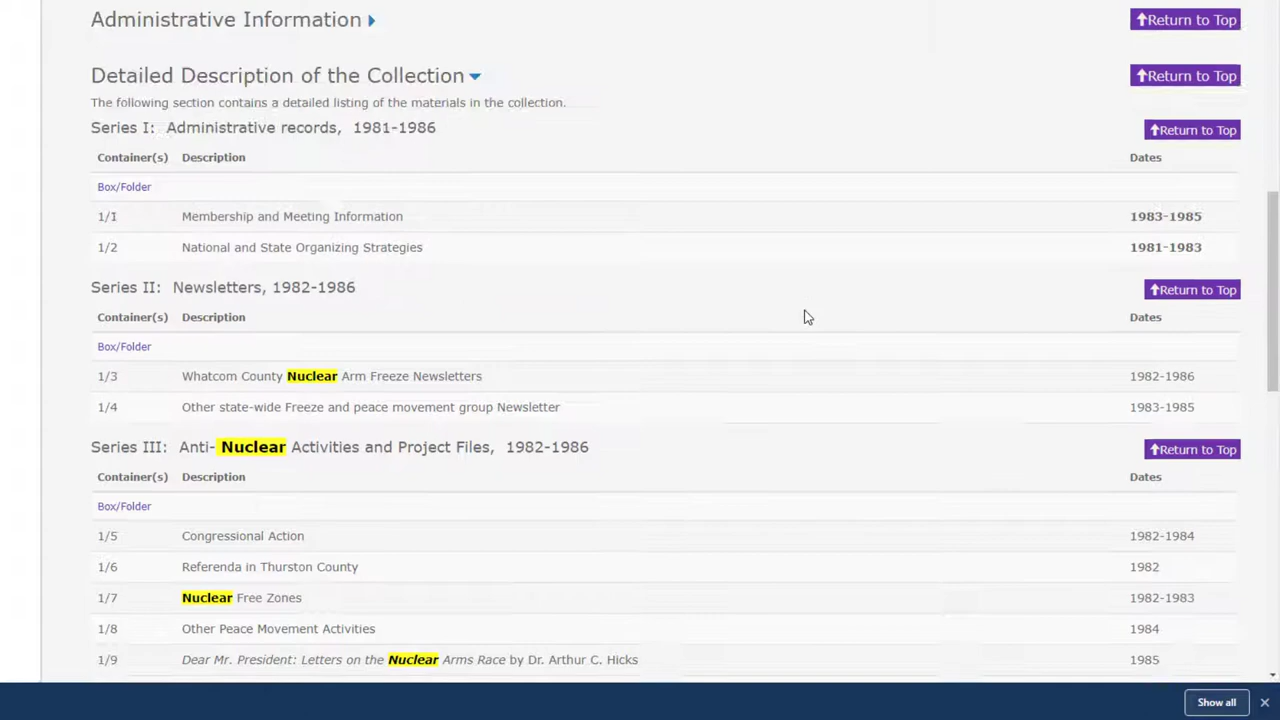 Administrative Information
Return to Top
Detailed Description of the Collection
Return to Top
The following section contains a detailed listing of the materials in the collection.
Series I: Administrative records, 1981-1986
Return to Top
Container(s) Description Dates
Box/Folder
1/I Membership and Meeting Information 1983-1985
1/2 National and State Organizing Strategies 1981-1983
Series II: Newsletters, 1982-1986
Return to Top
Container(s) Description Dates
Box/Folder
1/3 Whatcom County Nuclear Arm Freeze Newsletters 1982-1986
1/4 Other state-wide Freeze and peace movement group Newsletter 1983-1985
Series III: Anti- Nuclear Activities and Project Files, 1982-1986
Return to Top
Container(s) Description Dates
Box/Folder
1/5 Congressional Action 1982-1984
1/6 Referenda in Thurston County 1982
1/7 Nuclear Free Zones 1982-1983
1/8 Other Peace Movement Activities 1984
1/9 Dear Mr. President: Letters on the Nuclear Arms Race by Dr. Arthur C. Hicks 1985
Show all